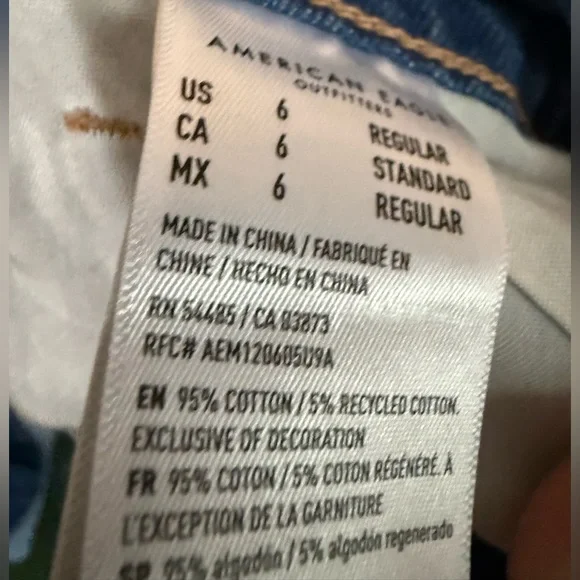 AMERICAN EAGLE
OUTFITTERS
US 6 REGULAR
CA 6 STANDARD
MX 6 REGULAR
MADE IN CHINA / FABRIQUÉ EN
CHINE / HECHO EN CHINA
RN 54485 / CA 03873
RFC# AEM120605U9A
EN 95% COTTON / 5% RECYCLED COTTON.
EXCLUSIVE OF DECORATION
FR 95% COTON / 5% COTON RÉGÉNÉRÉ. À
L'EXCEPTION DE LA GARNITURE
SP 95% algodón / 5% algodón regenerado